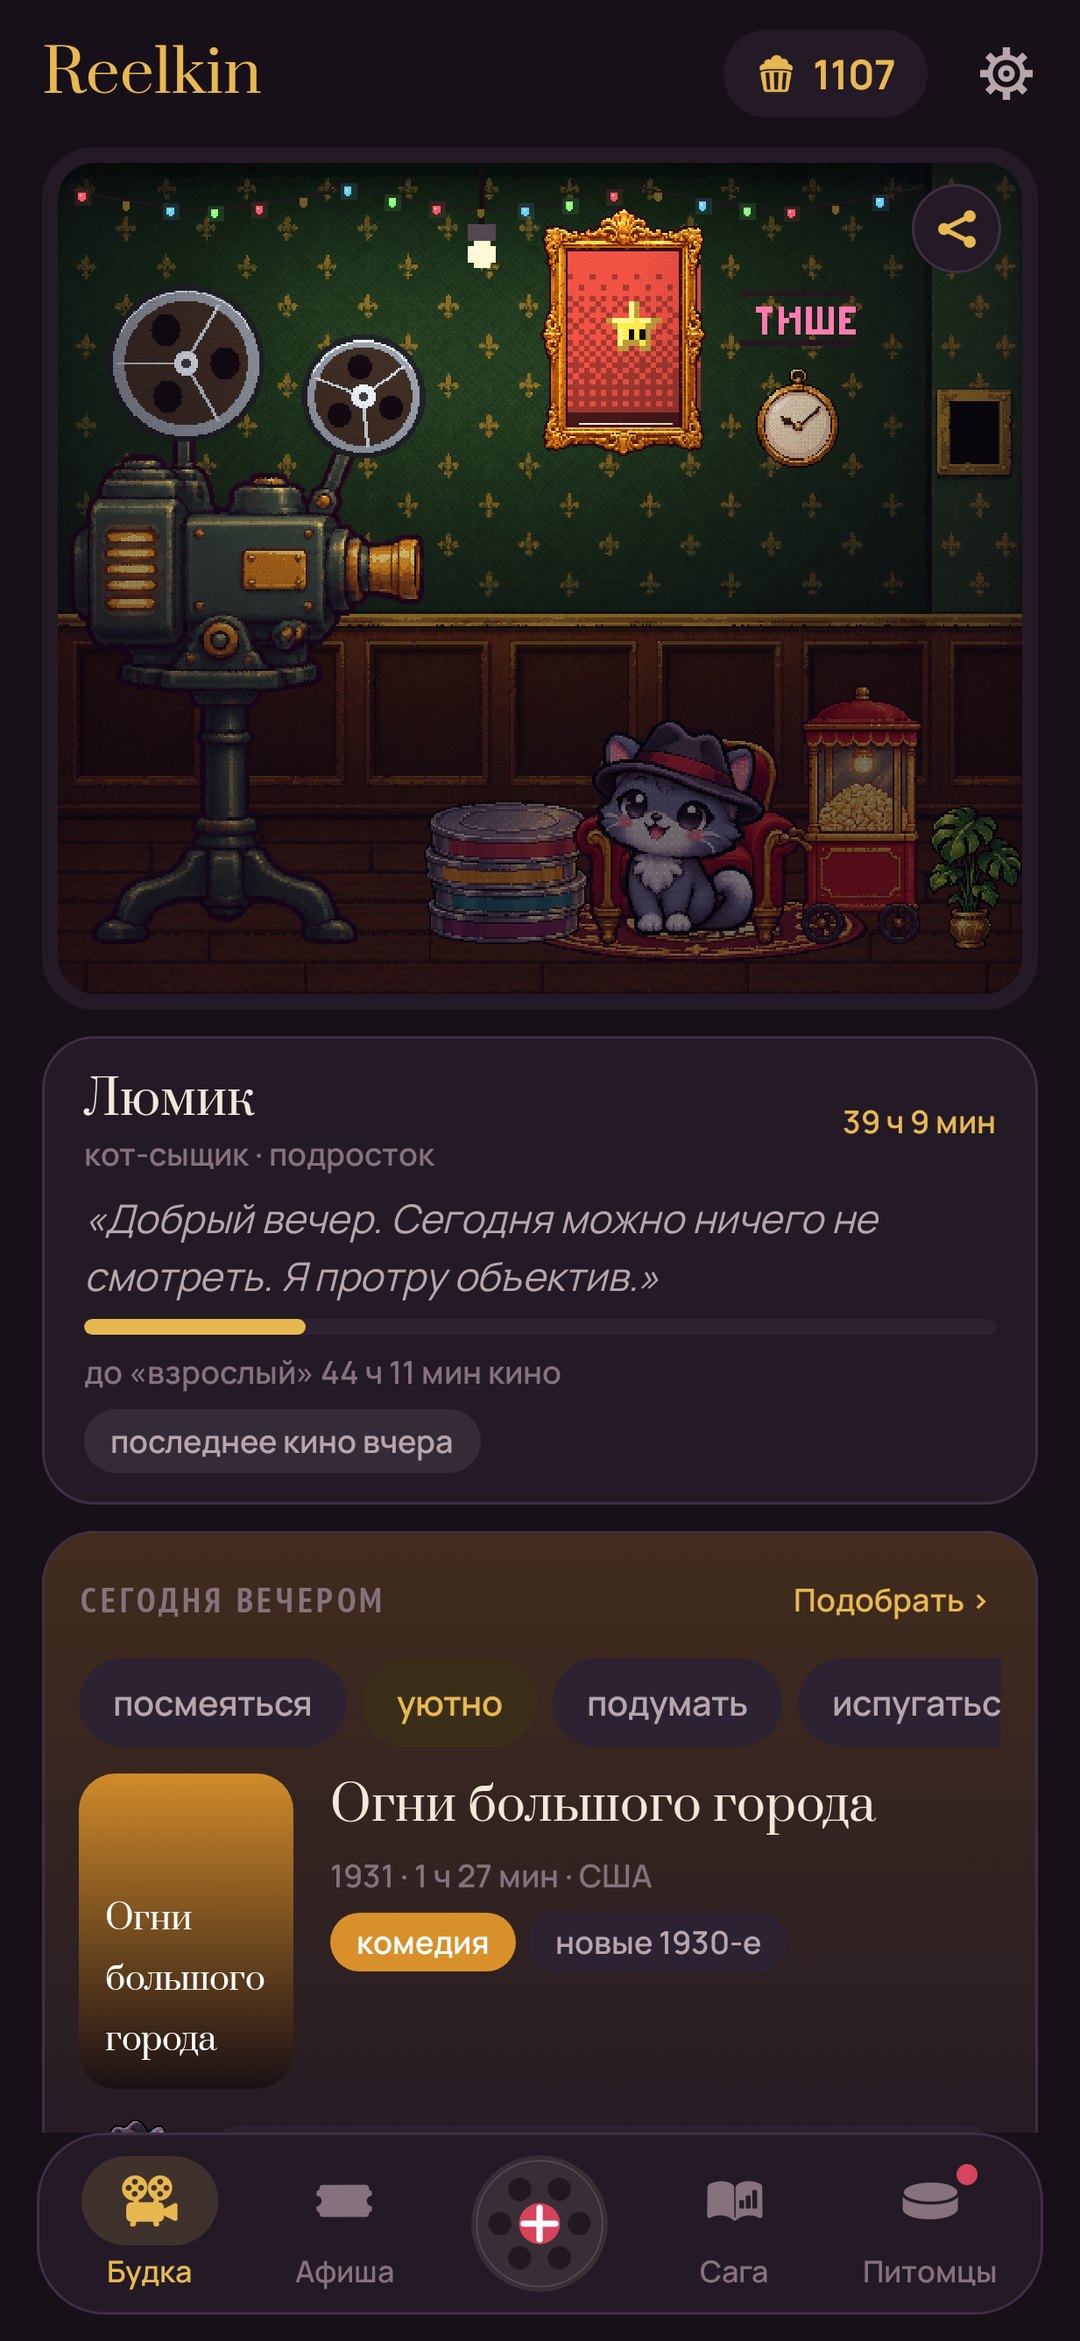 Reelkin
1107
ТИШЕ
Люмик
39 ч 9 мин
кот-сыщик · подросток
«Добрый вечер. Сегодня можно ничего не
смотреть. Я протру объектив.»
до «взрослый» 44 ч 11 мин кино
последнее кино вчера
СЕГОДНЯ ВЕЧЕРОМ
Подобрать ›
посмеяться
уютно
подумать
испугатьс
Огни большого города
1931 · 1 ч 27 мин · США
комедия
новые 1930-е
Огни
большого
города
Будка
Афиша
Сага
Питомцы